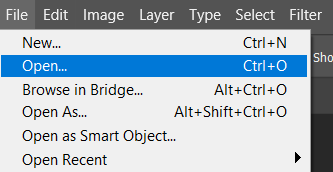 File Edit Image Layer Type Select Filter
New... Ctrl+N
Open... Ctrl+O
Sho
Browse in Bridge... Alt+Ctrl+O
Open As... Alt+Shift+Ctrl+O
Open as Smart Object...
Open Recent